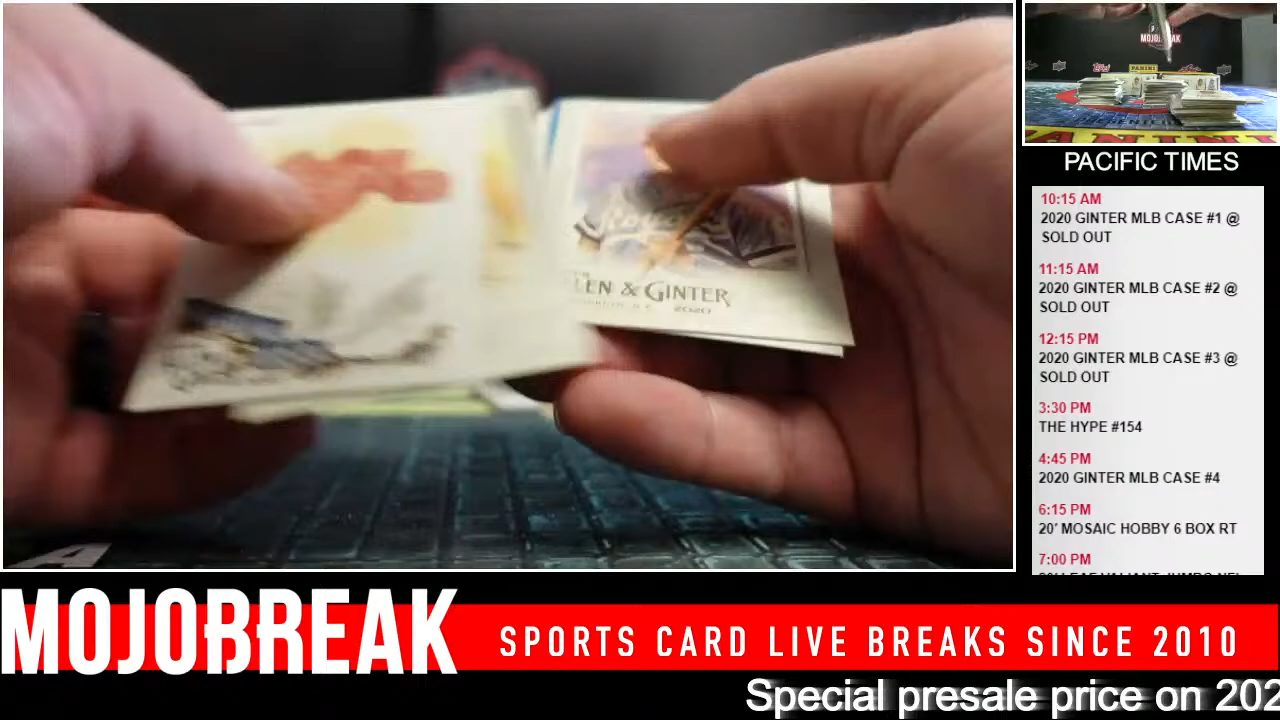 LEN & GINTER
2020
MOJOBREAK
PANINI
PACIFIC TIMES
10:15 AM
2020 GINTER MLB CASE #1 @
SOLD OUT
11:15 AM
2020 GINTER MLB CASE #2 @
SOLD OUT
12:15 PM
2020 GINTER MLB CASE #3 @
SOLD OUT
3:30 PM
THE HYPE #154
4:45 PM
2020 GINTER MLB CASE #4
6:15 PM
20' MOSAIC HOBBY 6 BOX RT
7:00 PM
MOJOBREAK
SPORTS CARD LIVE BREAKS SINCE 2010
Special presale price on 202